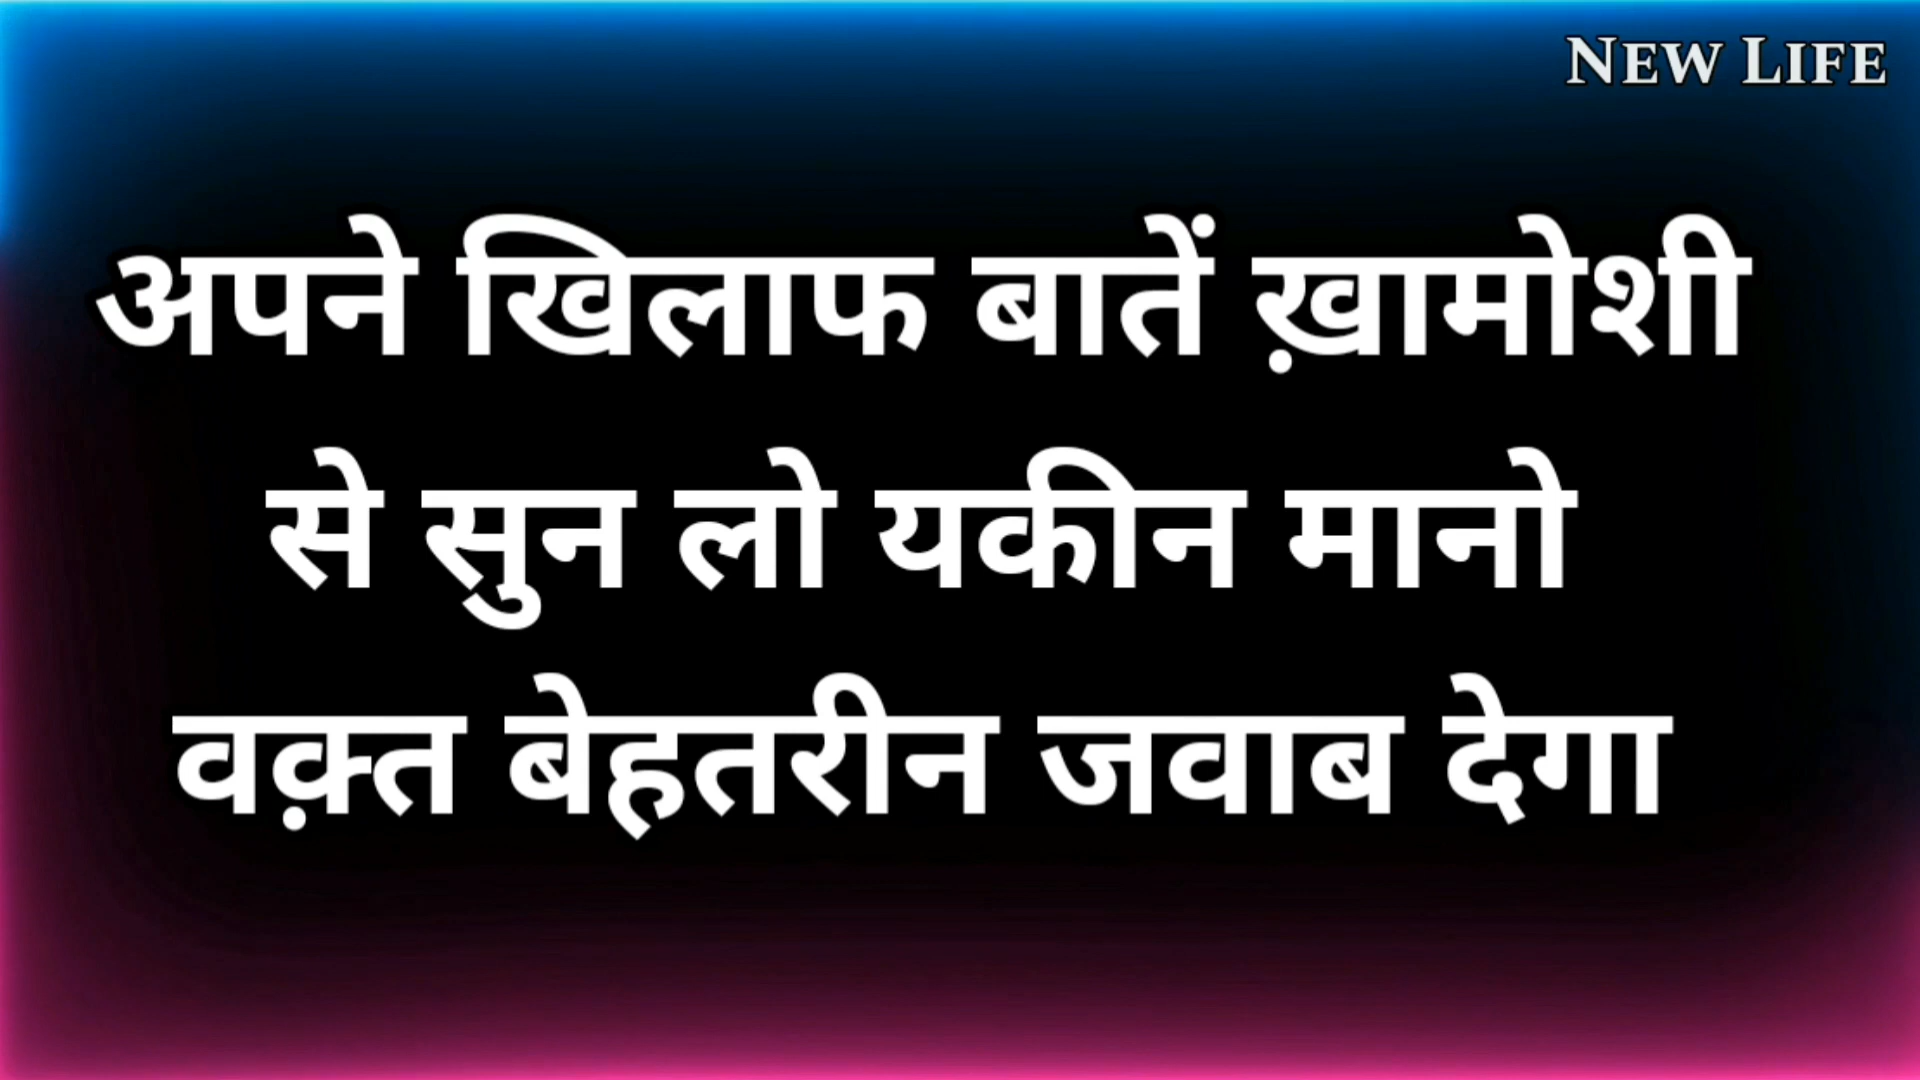 NEW LIFE
अपने खिलाफ बातें ख़ामोशी
से सुन लो यकीन मानो
वक़्त बेहतरीन जवाब देगा